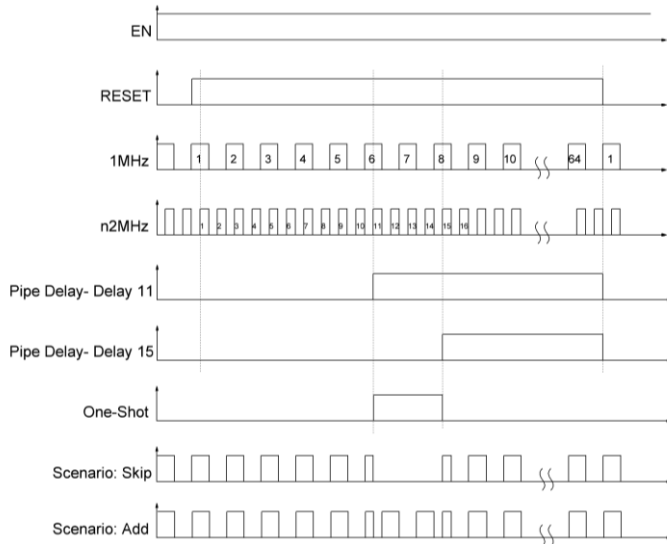 EN
RESET
1MHz
1 2 3 4 5 6 7 8 9 10 64 1
n2MHz
1 2 3 4 5 6 7 8 9 10 11 12 13 14 15 16
Pipe Delay- Delay 11
Pipe Delay- Delay 15
One-Shot
Scenario: Skip
Scenario: Add